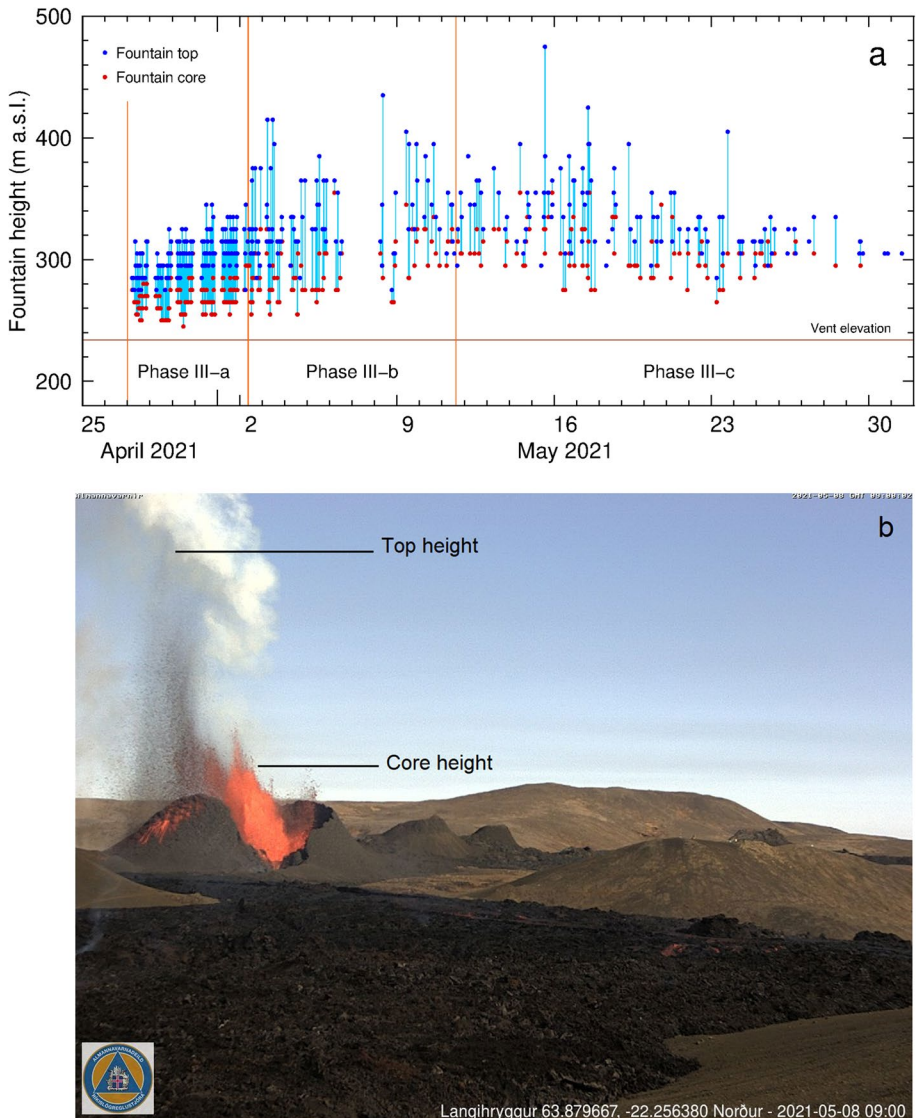 500
400
300
200
Fountain height (m a.s.l.)
Fountain top
Fountain core
a
Vent elevation
Phase III–a
Phase III–b
Phase III–c
25
2
9
16
23
30
April 2021
May 2021
b
Top height
Core height
Langihryggur 63.879667, -22.256380 Norður - 2021-05-08 09:00